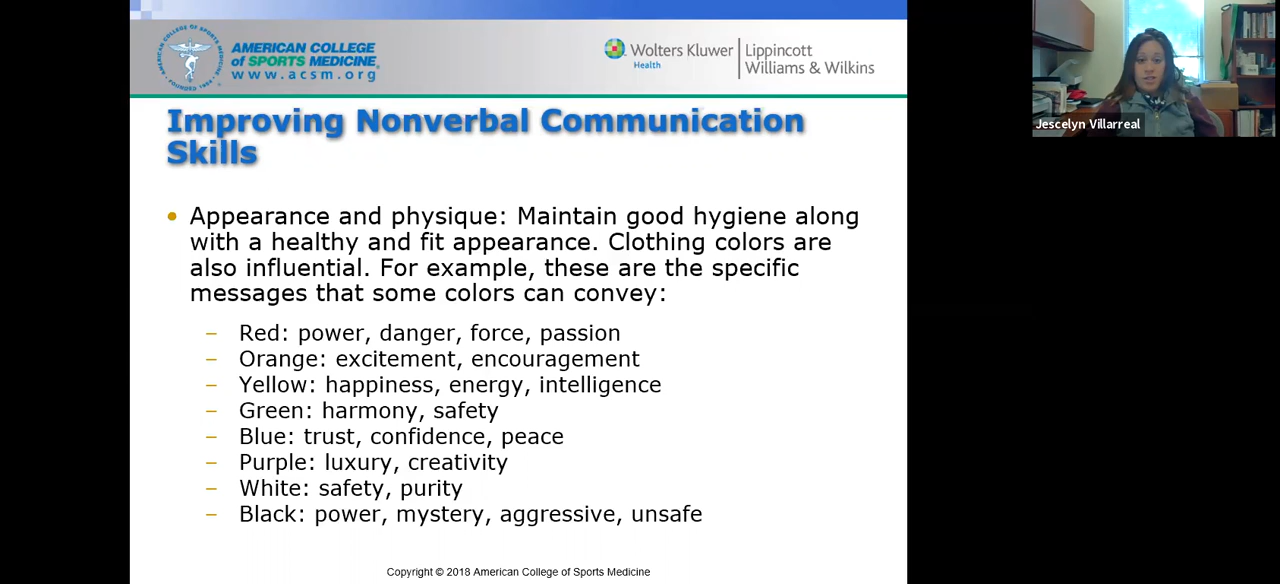 AMERICAN COLLEGE
of SPORTS MEDICINE®
www.acsm.org
Wolters Kluwer
Health
Lippincott
Williams & Wilkins
Improving Nonverbal Communication
Skills
• Appearance and physique: Maintain good hygiene along
with a healthy and fit appearance. Clothing colors are
also influential. For example, these are the specific
messages that some colors can convey:
– Red: power, danger, force, passion
– Orange: excitement, encouragement
– Yellow: happiness, energy, intelligence
– Green: harmony, safety
– Blue: trust, confidence, peace
– Purple: luxury, creativity
– White: safety, purity
– Black: power, mystery, aggressive, unsafe
Copyright © 2018 American College of Sports Medicine
Jescelyn Villarreal